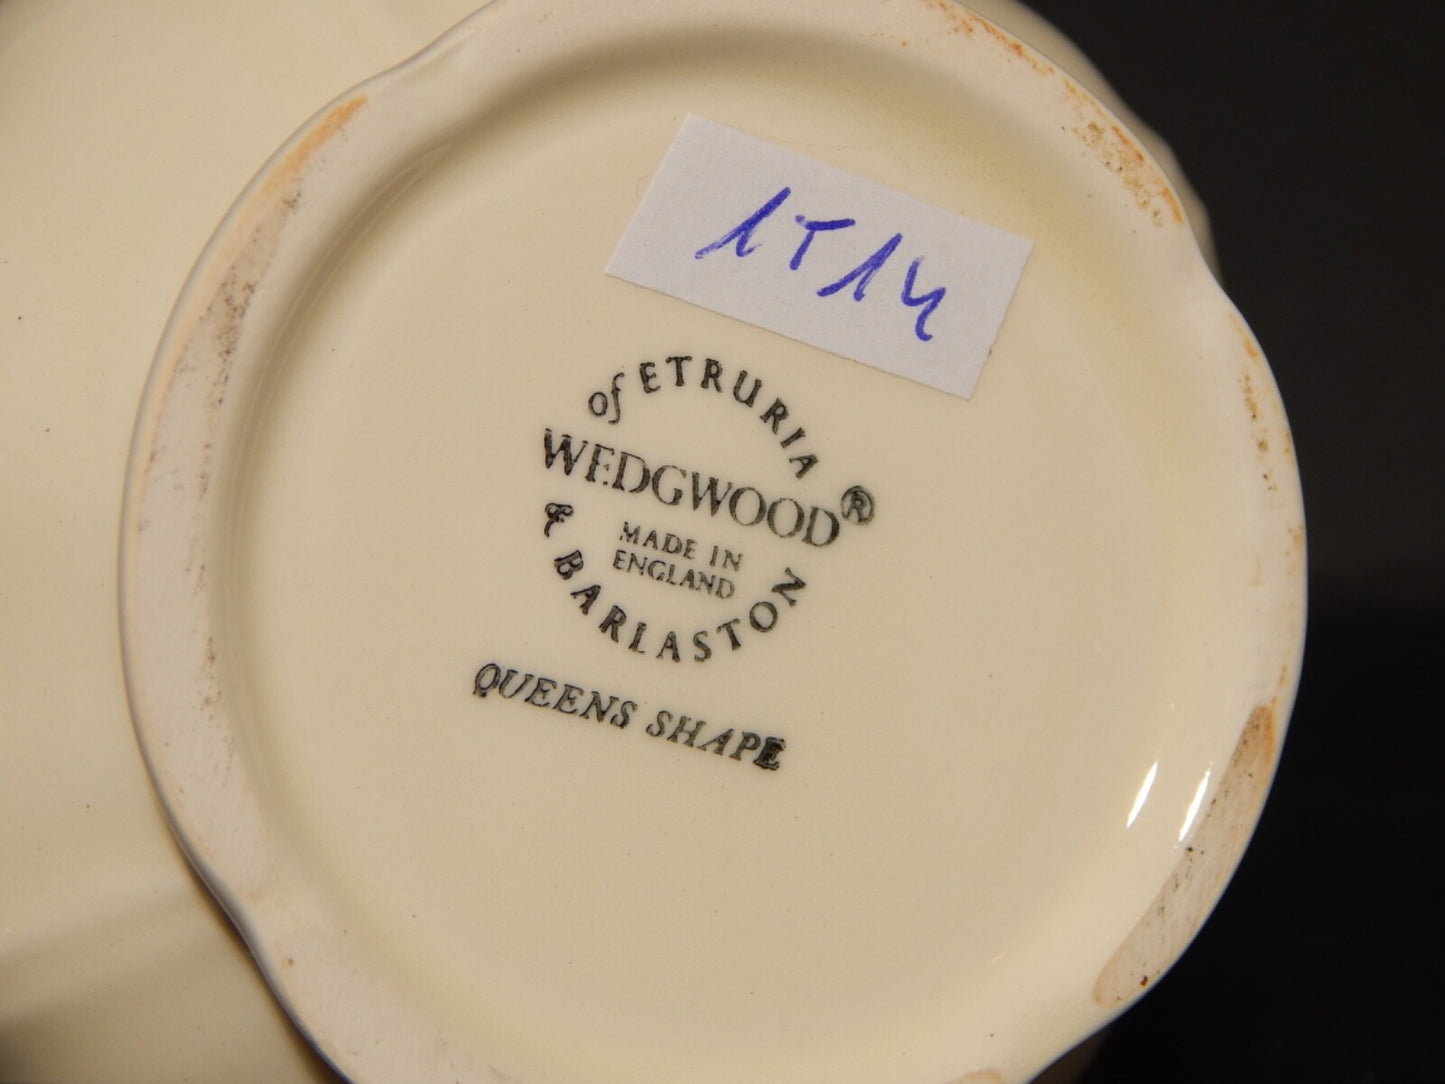 1T14
of ETRURIA
WEDGWOOD ®
MADE IN
ENGLAND
& BARLASTON
QUEENS SHAPE